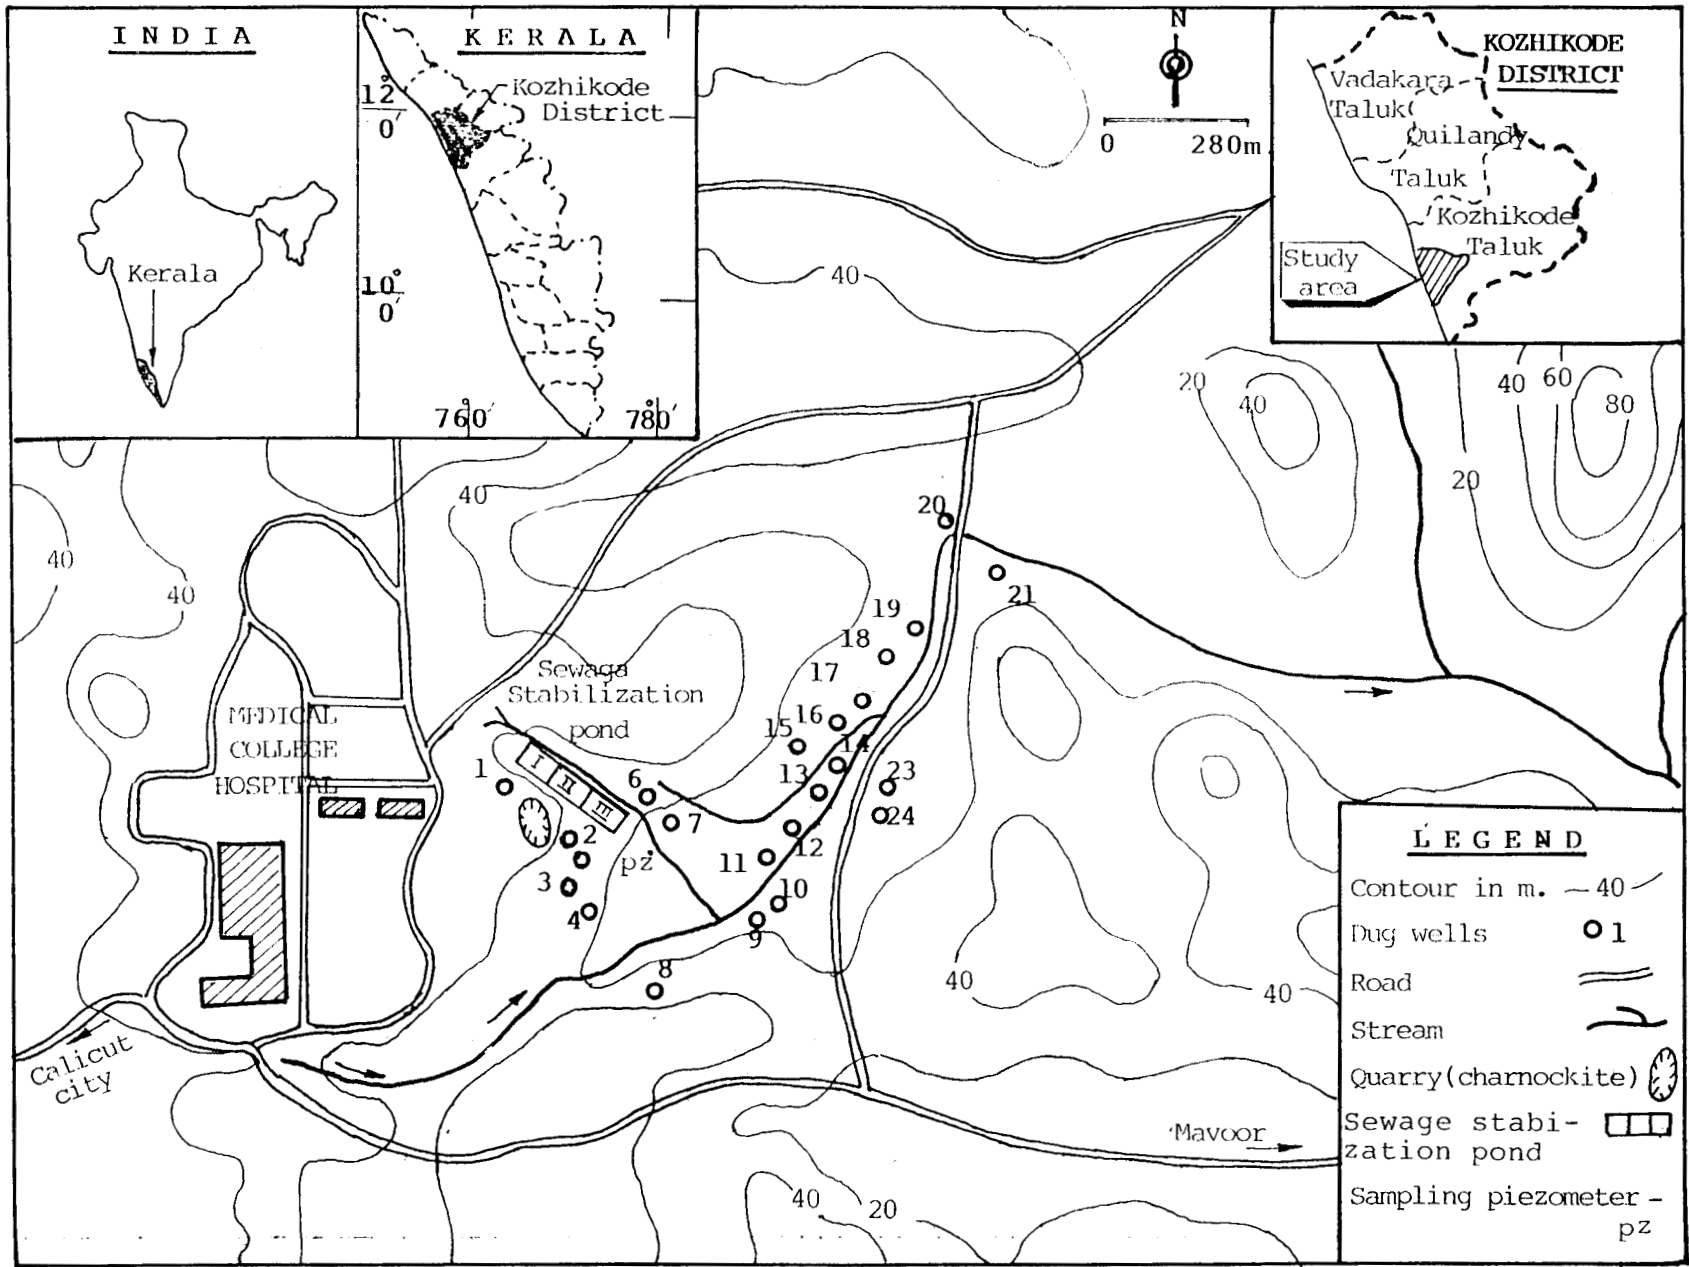 INDIA
Kerala
KERALA
Kozhikode
District
12°
0'
10°
0'
76°0'
78°0'
N
0 280m
KOZHIKODE
DISTRICT
Vadakara
Taluk
Quilandy
Taluk
Kozhikode
Taluk
Study
area
40
20
40
40
60
80
20
40
40
40
20
21
19
18
17
16
15
14
13
Sewaga
Stabilization
pond
I
II
III
MEDICAL
COLLEGE
HOSPITAL
1
6
7
23
24
2
pz
12
11
3
4
10
9
8
40
40
Calicut
city
Mavoor
40
20
LEGEND
Contour in m. 40
Dug wells 1
Road
Stream
Quarry(charnockite)
Sewage stabi-
zation pond
Sampling piezometer -
pz